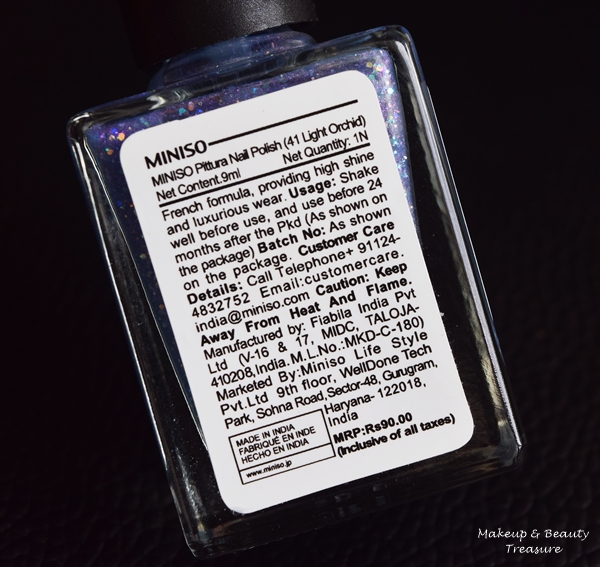 MINISO
MINISO Pittura Nail Polish (41 Light Orchid)
Net Content.9ml Net Quantity: 1N
French formula, providing high shine
and luxurious wear. Usage: Shake
well before use, and use before 24
months after the Pkd (As shown on
the package) Batch No: As shown
on the package. Customer Care
Details: Call Telephone+ 91124-
4832752 Email:customercare.
india@miniso.com Caution: Keep
Away From Heat And Flame.
Manufactured by: Fiabila India Pvt
Ltd (V-16 & 17, MIDC, TALOJA-
410208,India. M.L.No.:MKD-C-180)
Marketed By:Miniso Life Style
Pvt.Ltd 9th floor, WellDone Tech
Park, Sohna Road,Sector-48, Gurugram,
Haryana- 122018,
India
MADE IN INDIA
FABRIQUÉ EN INDE
HECHO EN INDIA
www.miniso.jp
MRP:Rs90.00
(Inclusive of all taxes)
Makeup & Beauty
Treasure